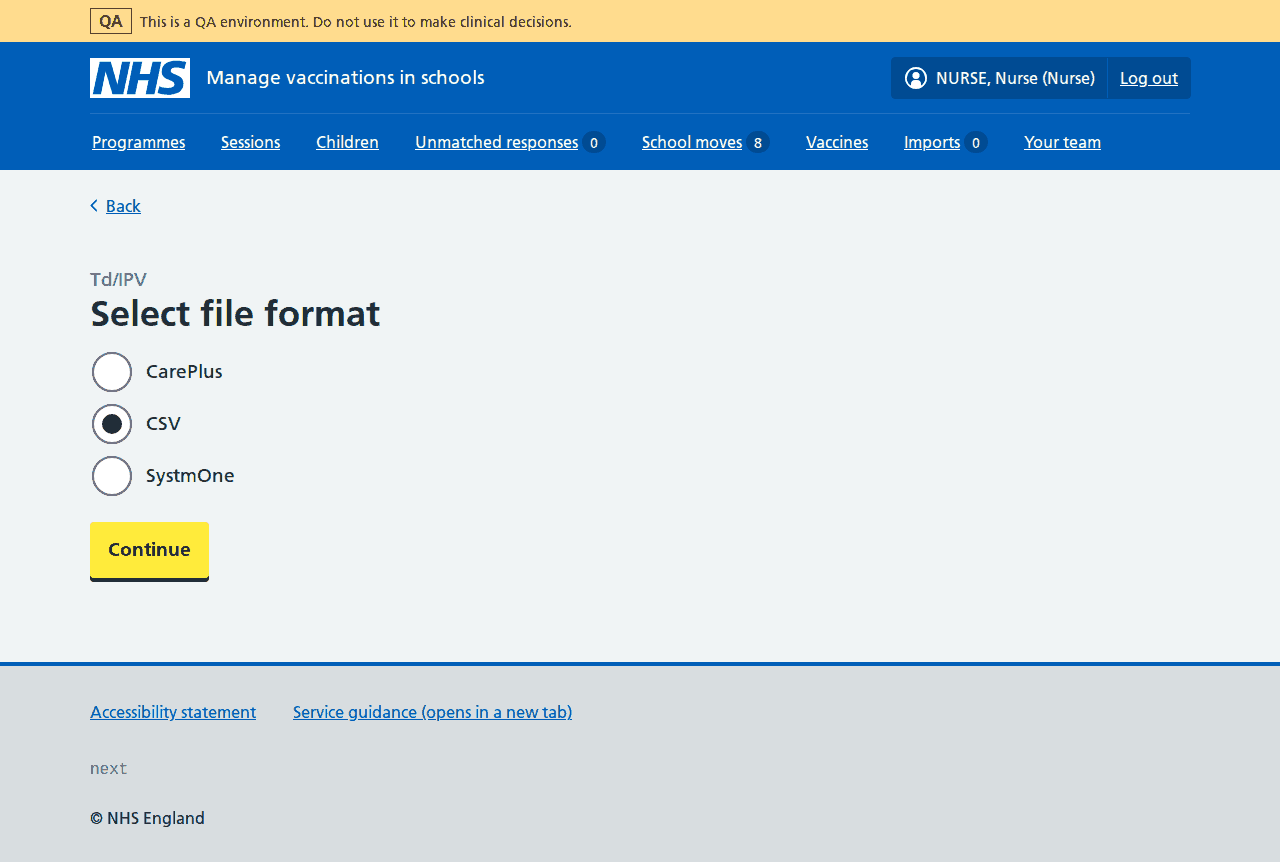 QA This is a QA environment. Do not use it to make clinical decisions.
NHS Manage vaccinations in schools NURSE, Nurse (Nurse) Log out
Programmes Sessions Children Unmatched responses 0 School moves 8 Vaccines Imports 0 Your team
Back
Td/IPV
Select file format
CarePlus
CSV
SystmOne
Continue
Accessibility statement Service guidance (opens in a new tab)
next
© NHS England